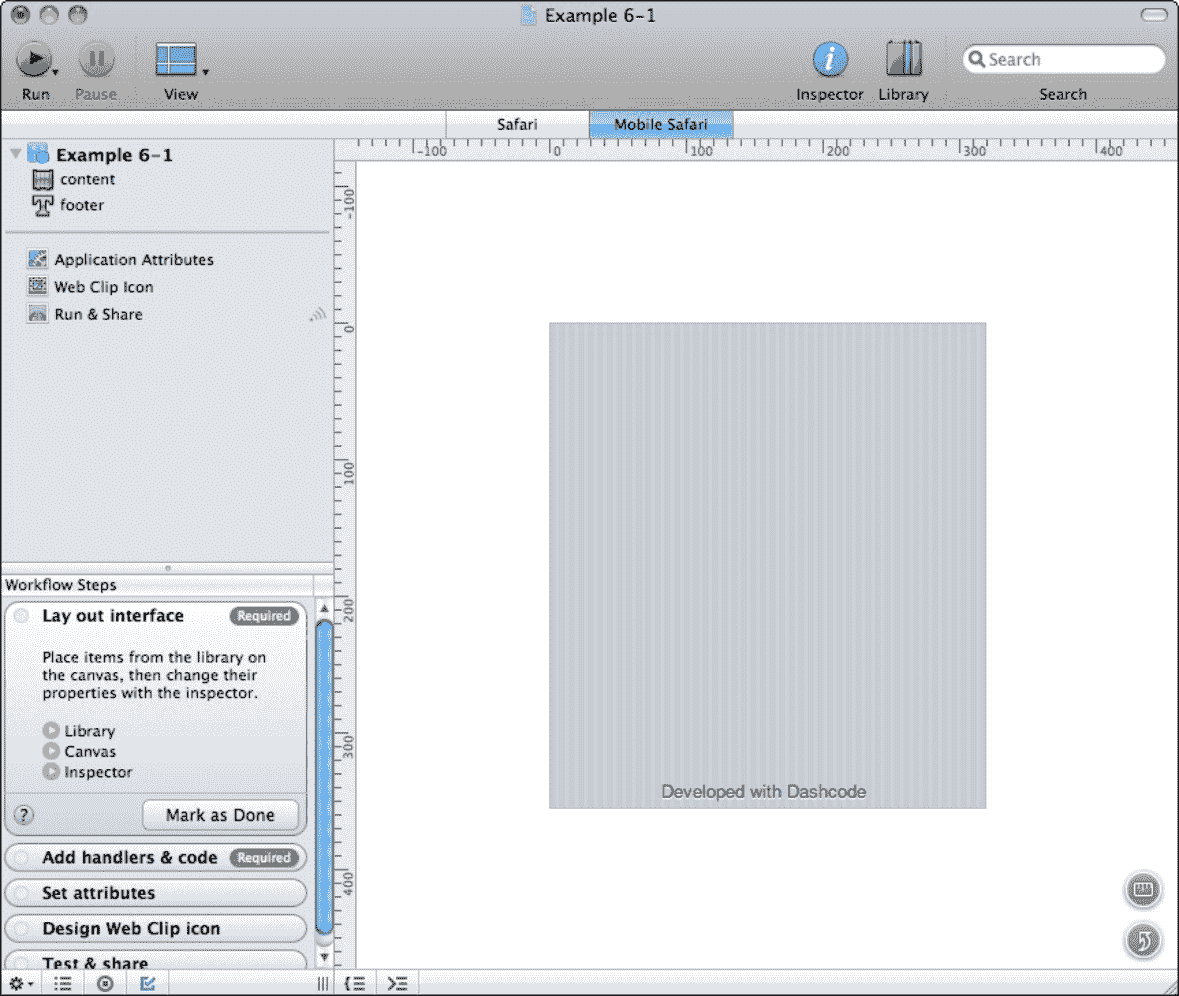 Example 6-1
Run
Pause
View
Inspector
Library
Search
Search
Safari
Mobile Safari
Example 6-1
content
footer
Application Attributes
Web Clip Icon
Run & Share
-100
0
100
200
300
400
-100
0
100
200
300
400
Developed with Dashcode
Workflow Steps
Lay out interface
Required
Place items from the library on
the canvas, then change their
properties with the inspector.
Library
Canvas
Inspector
?
Mark as Done
Add handlers & code
Required
Set attributes
Design Web Clip icon
Test & share